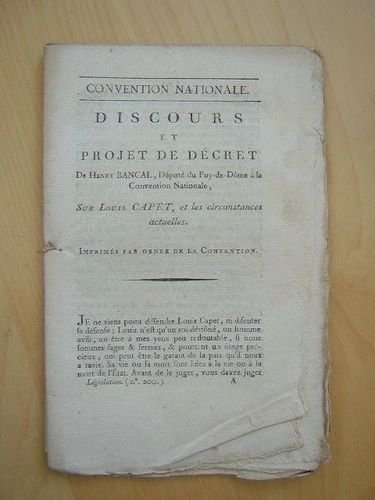 CONVENTION NATIONALE.
DISCOURS
ET
PROJET DE DÉCRET
De Henry BANCAL, Député du Puy-de-Dôme à la
Convention Nationale,
Sur Louis CAPET, et les circonstances
actuelles.
Imprimés par ordre de la Convention.
JE ne viens point défendre Louis Capet, ni discuter
sa défense ; Louis n'est qu'un roi détrôné, un homme
avili, un être à mes yeux peu redoutable, si nous
sommes sages & fermes, & pourtant un otage pré-
cieux, qui peut être le garant de la paix qu'il nous
a ravie. Sa vie ou sa mort sont liées à la vie ou à la
mort de l'État. Avant de le juger, vous devez juger
Législation. (n°. 200.) A